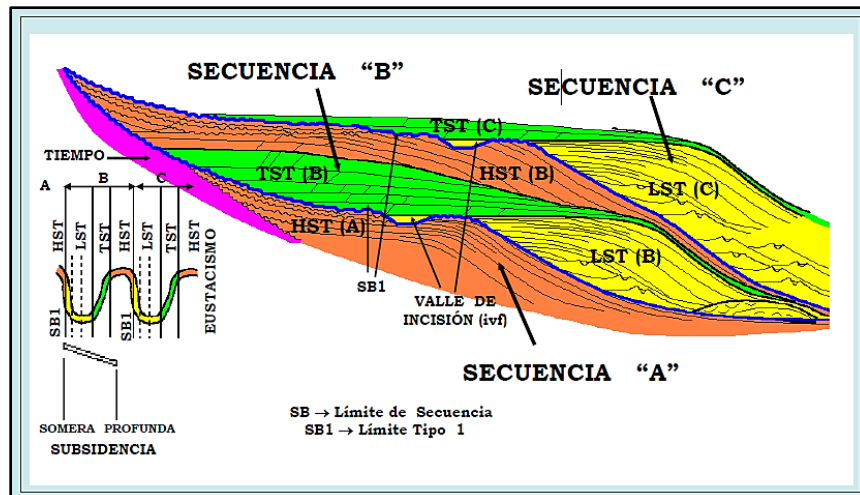 SECUENCIA “B”
SECUENCIA “C”
TST (C)
TIEMPO
TST (B)
HST (B)
LST (C)
A B C
HST
LST
TST
HST
LST
TST
HST
HST (A)
LST (B)
EUSTACISMO
SB1
SB1
SB1
VALLE DE
INCISIÓN (ivf)
SECUENCIA “A”
SB → Límite de Secuencia
SB1 → Límite Tipo 1
SOMERA PROFUNDA
SUBSIDENCIA